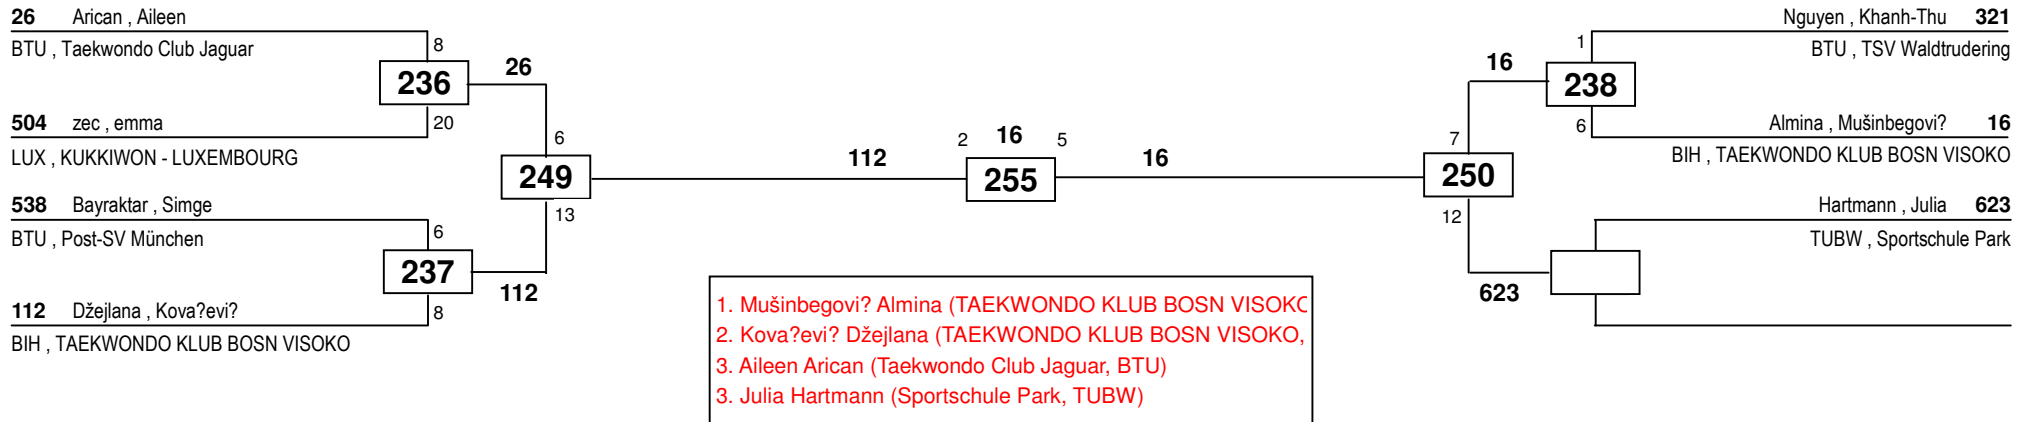 26 Arican , Aileen
BTU , Taekwondo Club Jaguar
8
236
26
504 zec , emma
20
LUX , KUKKIWON - LUXEMBOURG
6
249
13
538 Bayraktar , Simge
BTU , Post-SV München
6
237
112
112 Džejlana , Kova?evi?
8
BIH , TAEKWONDO KLUB BOSN VISOKO
112
2 16 5
255
16
Nguyen , Khanh-Thu 321
1
BTU , TSV Waldtrudering
16
238
Almina , Mušinbegovi? 16
6
BIH , TAEKWONDO KLUB BOSN VISOKO
7
250
12
Hartmann , Julia 623
TUBW , Sportschule Park
623
1. Mušinbegovi? Almina (TAEKWONDO KLUB BOSN VISOKO
2. Kova?evi? Džejlana (TAEKWONDO KLUB BOSN VISOKO,
3. Aileen Arican (Taekwondo Club Jaguar, BTU)
3. Julia Hartmann (Sportschule Park, TUBW)